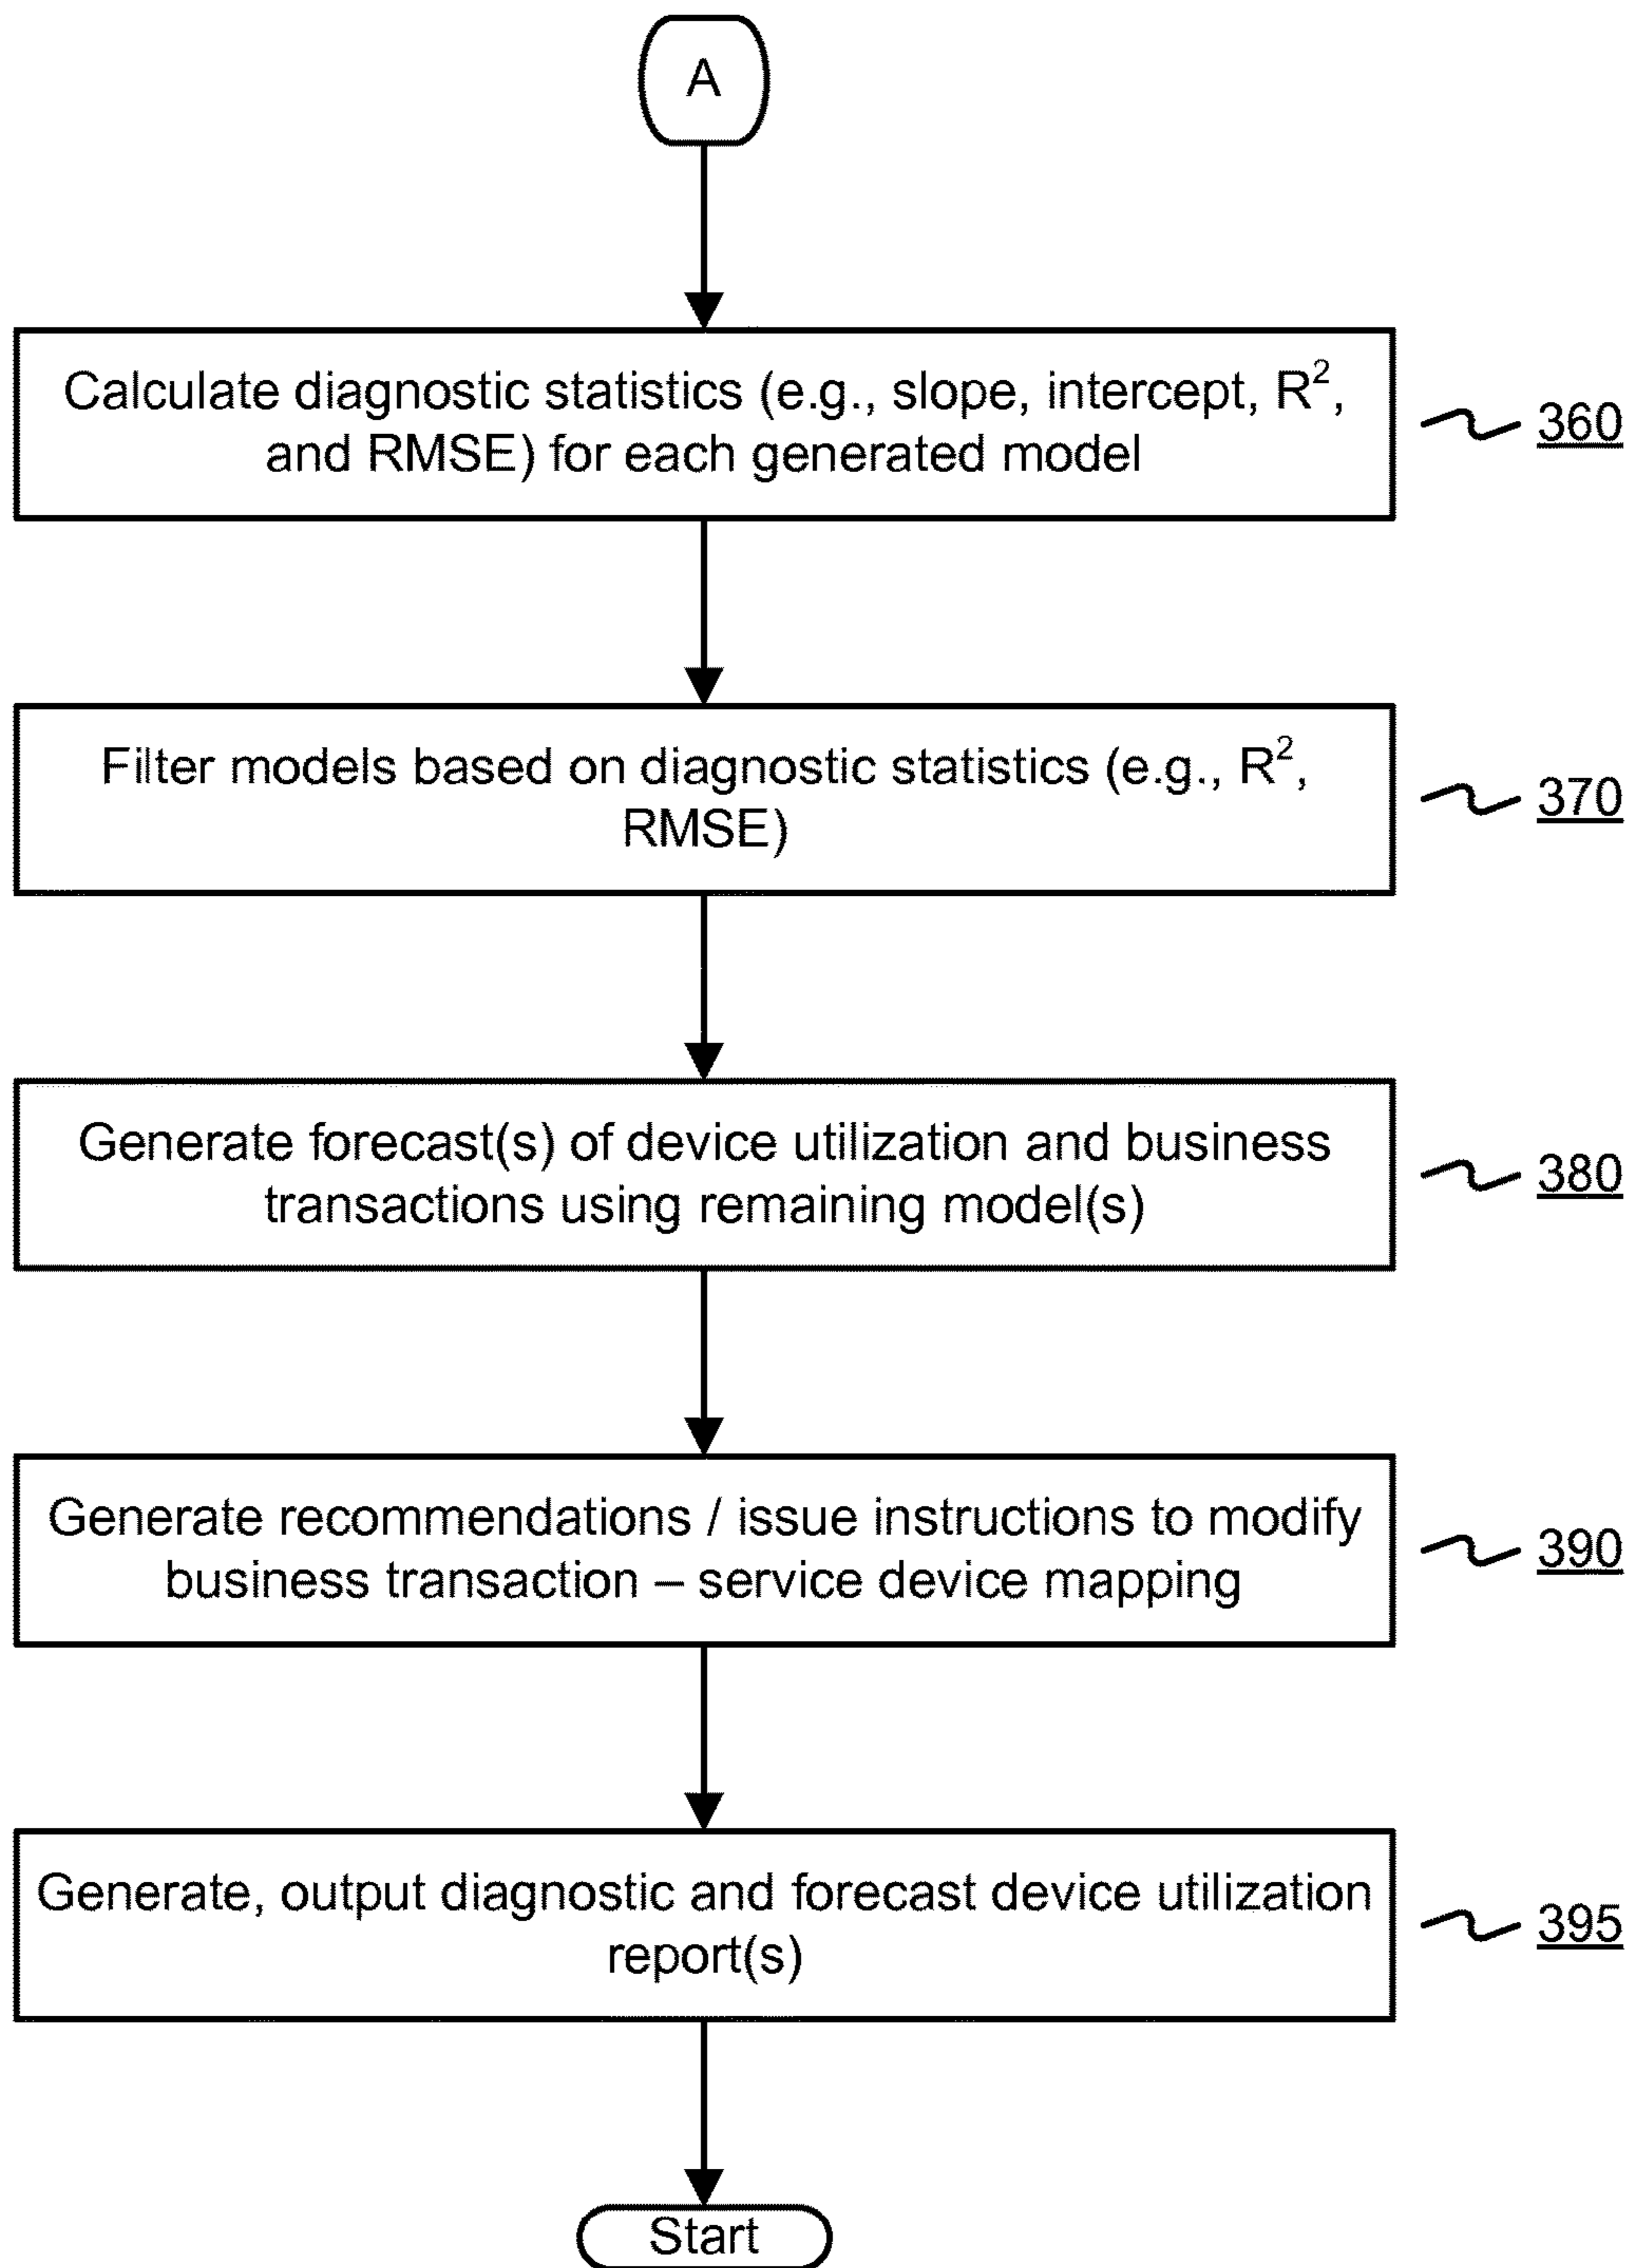 A
Calculate diagnostic statistics (e.g., slope, intercept, R²,
and RMSE) for each generated model
360
Filter models based on diagnostic statistics (e.g., R²,
RMSE)
370
Generate forecast(s) of device utilization and business
transactions using remaining model(s)
380
Generate recommendations / issue instructions to modify
business transaction – service device mapping
390
Generate, output diagnostic and forecast device utilization
report(s)
395
Start